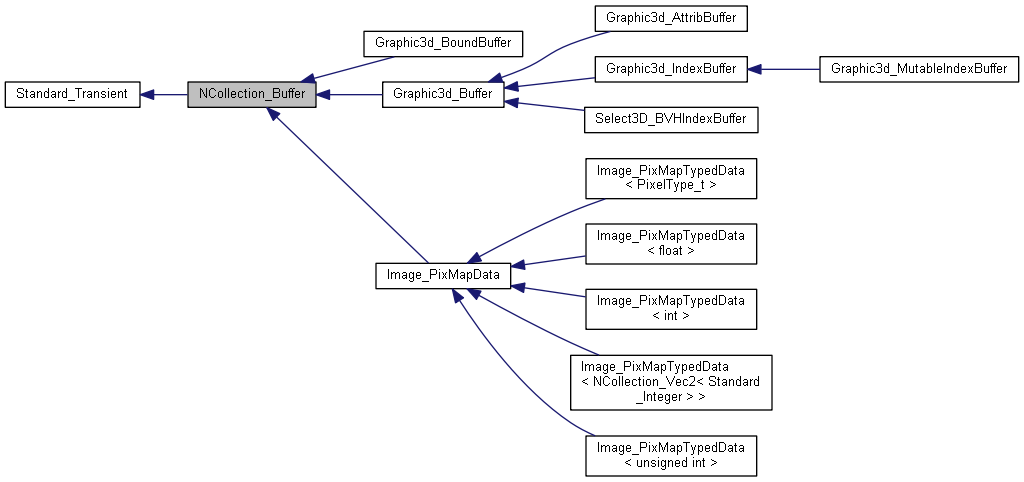 Graphic3d_AttribBuffer
Graphic3d_BoundBuffer
Graphic3d_IndexBuffer
Graphic3d_MutableIndexBuffer
Standard_Transient
NCollection_Buffer
Graphic3d_Buffer
Select3D_BVHIndexBuffer
Image_PixMapTypedData
< PixelType_t >
Image_PixMapTypedData
< float >
Image_PixMapData
Image_PixMapTypedData
< int >
Image_PixMapTypedData
< NCollection_Vec2< Standard
_Integer > >
Image_PixMapTypedData
< unsigned int >